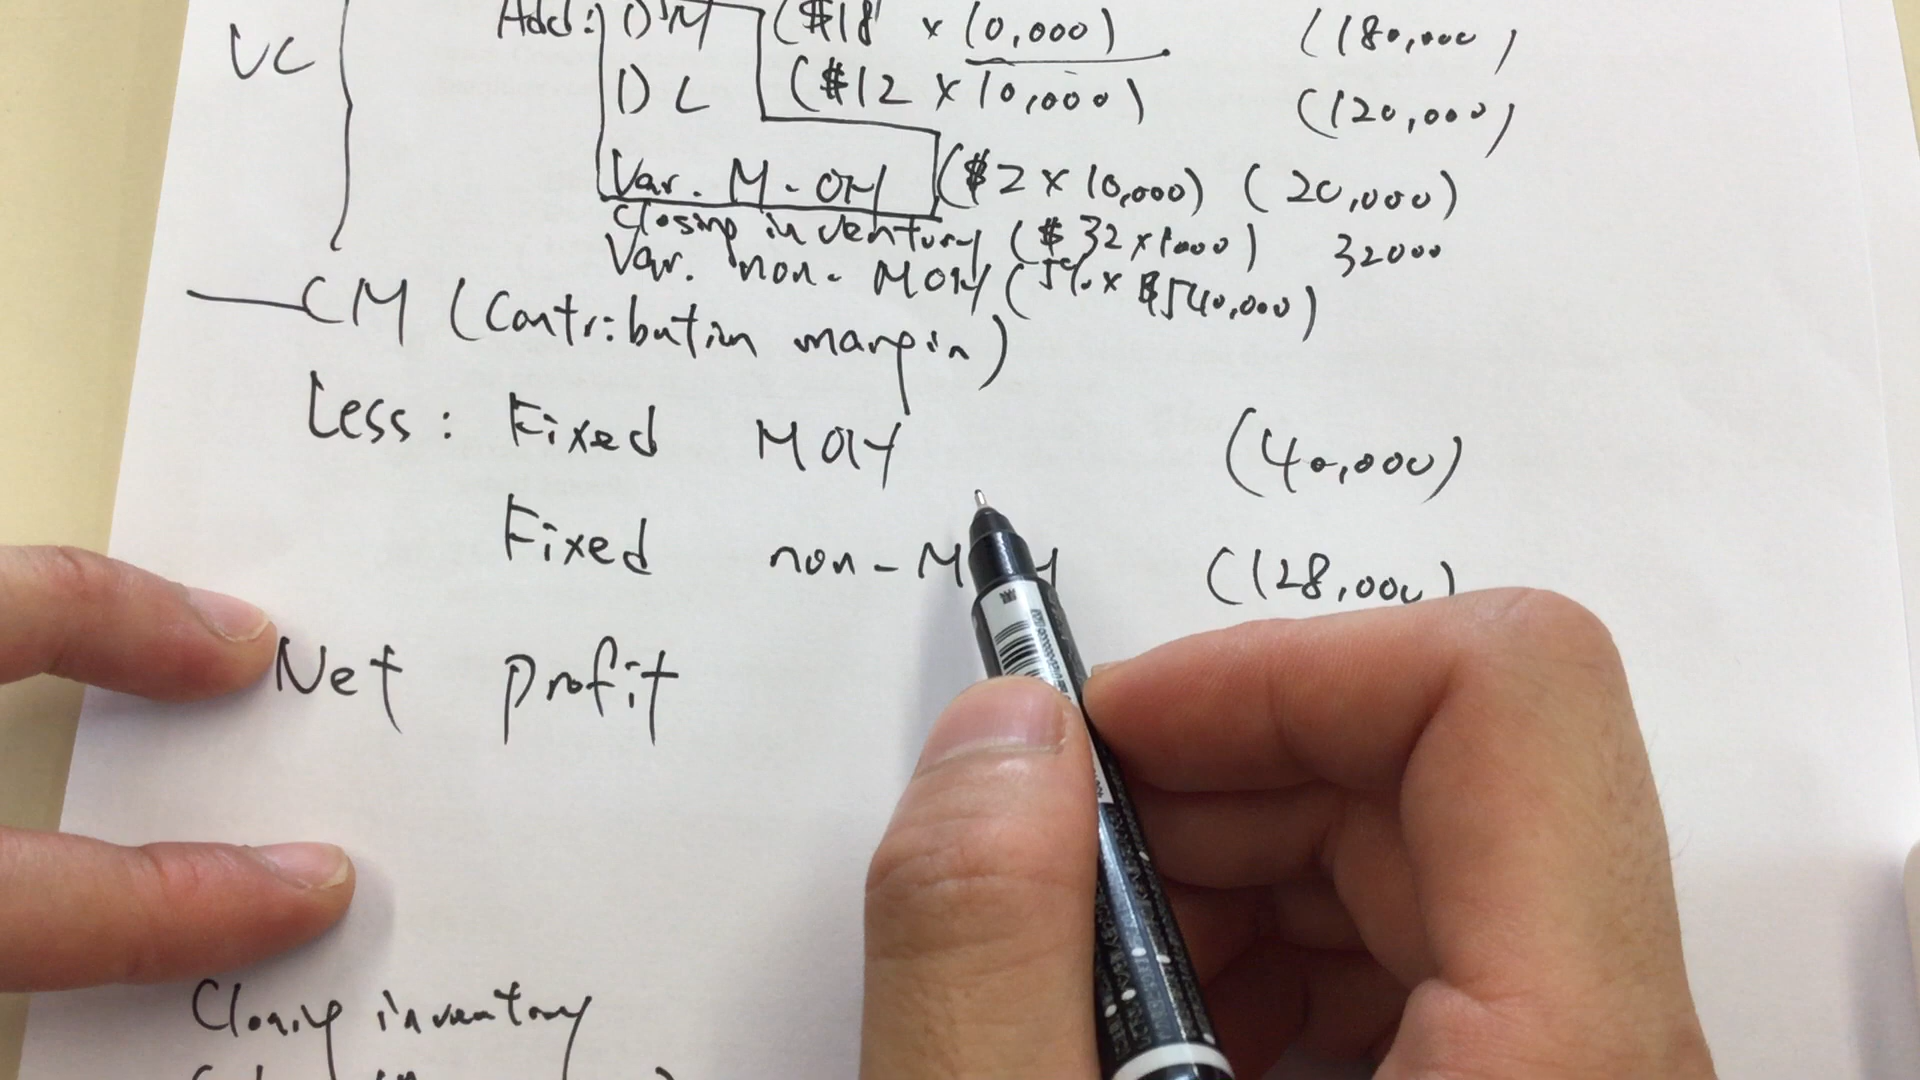 VC
Add: DM ($18 × 10,000) (180,000)
DL ($12 × 10,000) (120,000)
Var. M-OH ($2 × 10,000) (20,000)
Closing inventory ($32 × 1000) 32000
Var. non-MOH (5% × $540,000)
CM (Contribution margin)
Less: Fixed MOH (40,000)
Fixed non-MOH (128,000)
Net profit
Closing inventory